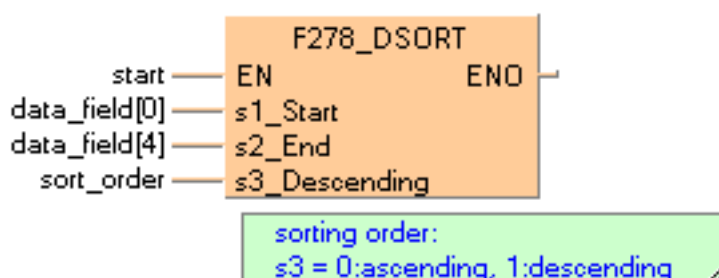 F278_DSORT
start EN ENO
data_field[0] s1_Start
data_field[4] s2_End
sort_order s3_Descending
sorting order:
s3 = 0:ascending, 1:descending